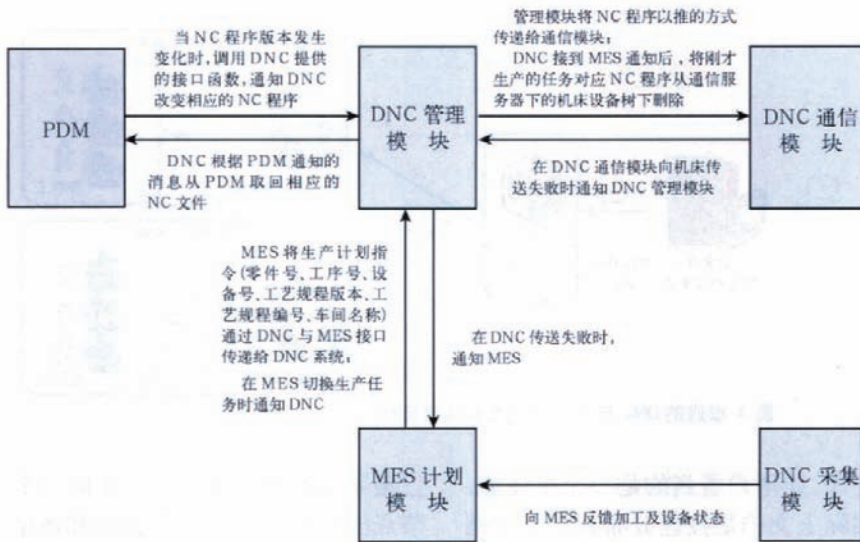 当NC程序版本发生
变化时,调用DNC提供
的接口函数,通知DNC
改变相应的NC程序
管理模块将NC程序以推的方式
传递给通信模块;
DNC接到MES通知后,将刚才
生产的任务对应NC程序从通信服
务器下的机床设备树下删除
PDM
DNC管理
模 块
DNC通信
模 块
DNC根据PDM通知的
消息从PDM取回相应的
NC文件
在DNC通信模块向机床传
送失败时通知DNC管理模块
MES将生产计划指
令(零件号、工序号、设
备号、工艺规程版本、工
艺规程编号、车间名称)
通过DNC与MES接口
传递给DNC系统;
在MES切换生产任
务时通知DNC
在DNC传送失败时,
通知MES
MES计划
模 块
DNC采集
模 块
向MES反馈加工及设备状态